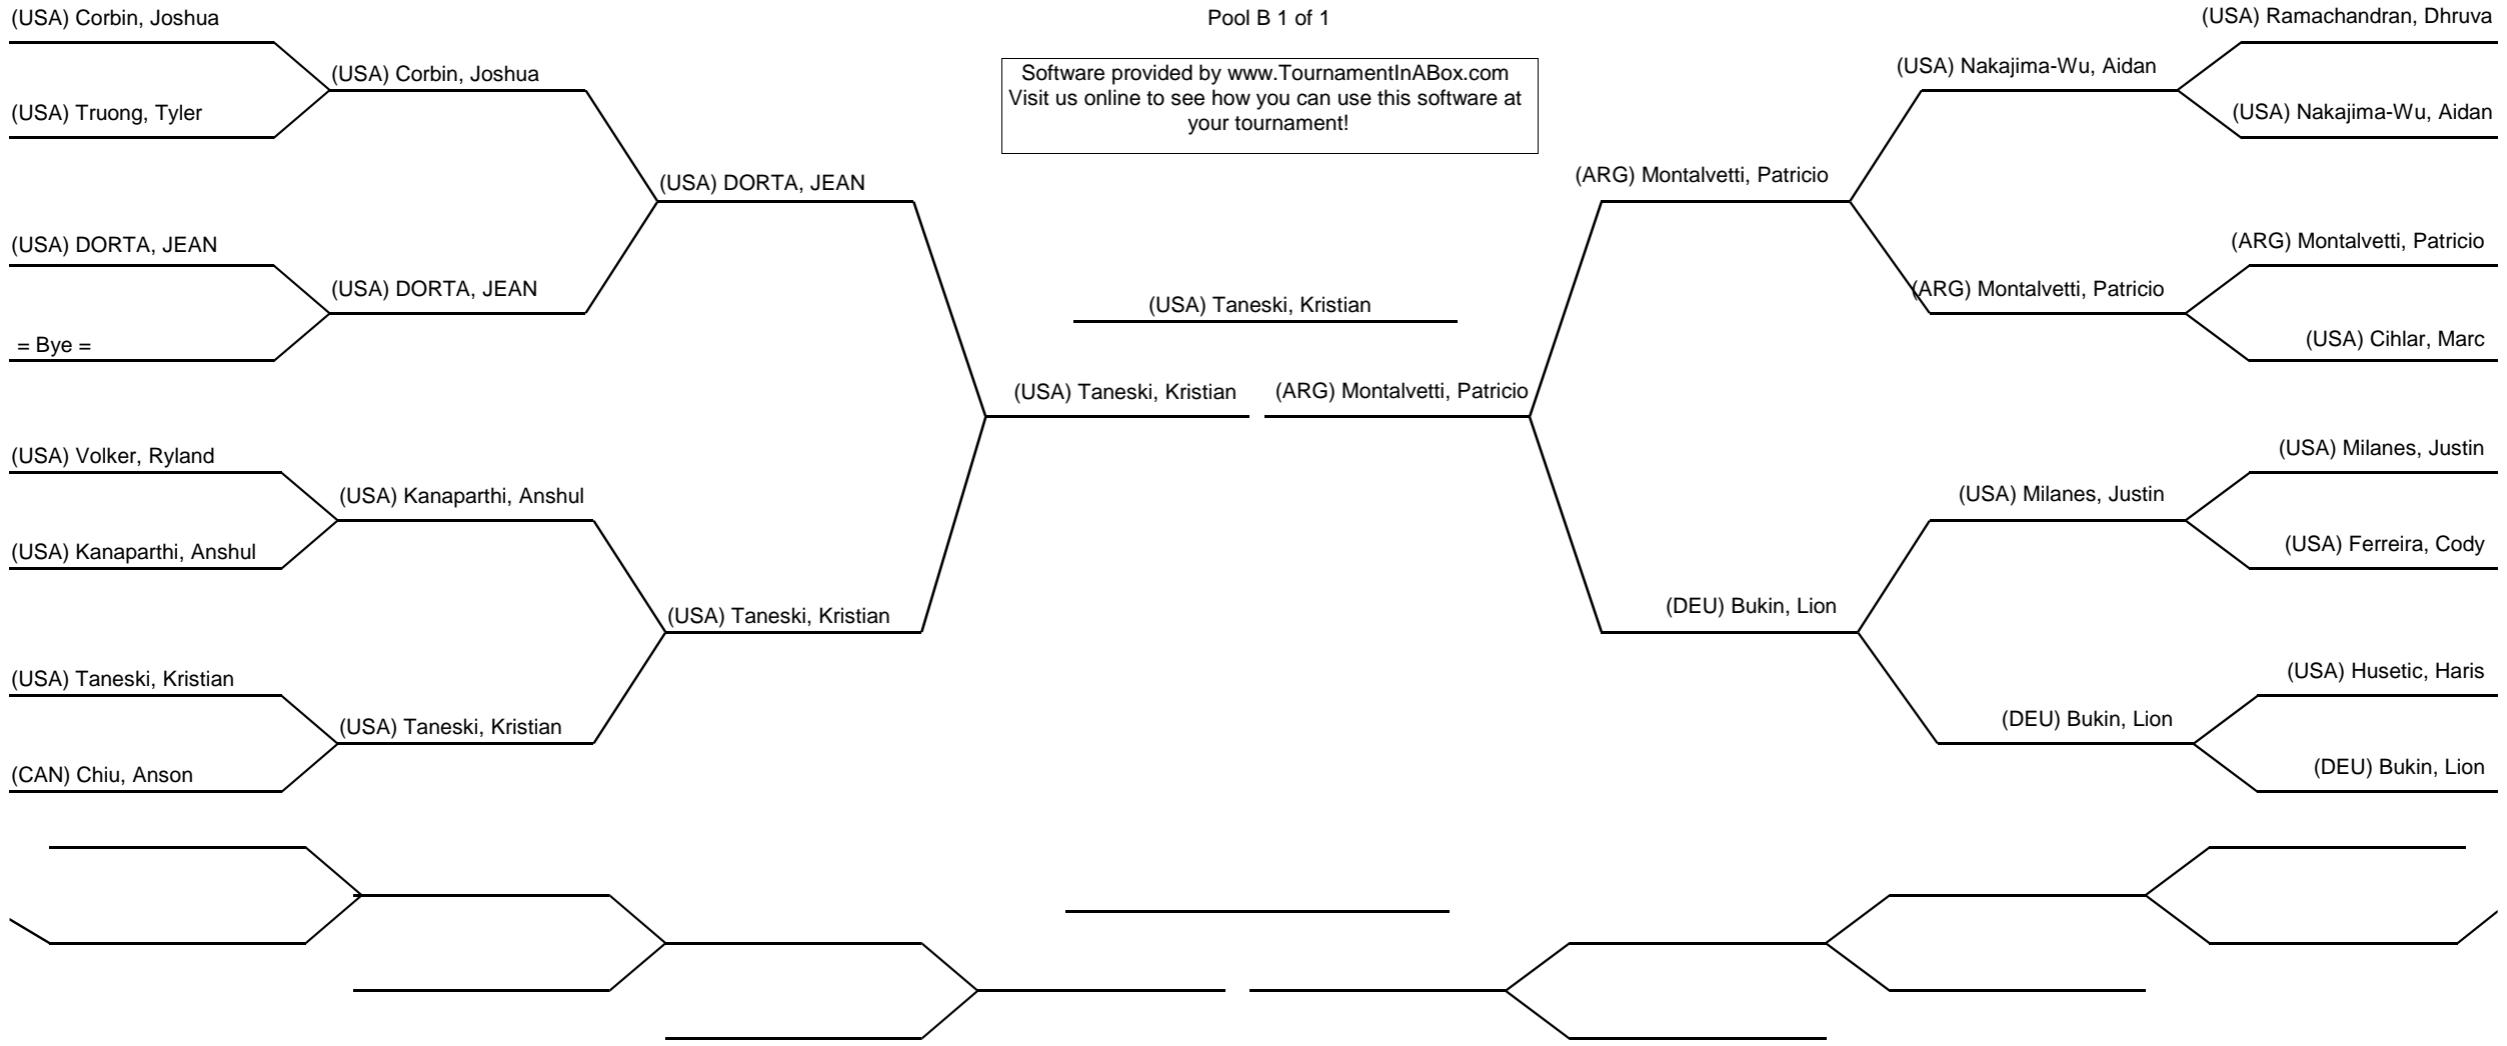 (USA) Corbin, Joshua
(USA) Truong, Tyler
(USA) DORTA, JEAN
= Bye =
(USA) Volker, Ryland
(USA) Kanaparthi, Anshul
(USA) Taneski, Kristian
(CAN) Chiu, Anson
(USA) Corbin, Joshua
(USA) DORTA, JEAN
(USA) Kanaparthi, Anshul
(USA) Taneski, Kristian
(USA) DORTA, JEAN
(USA) Taneski, Kristian
Pool B 1 of 1
Software provided by www.TournamentInABox.com
Visit us online to see how you can use this software at
your tournament!
(USA) Taneski, Kristian
(USA) Taneski, Kristian
(ARG) Montalvetti, Patricio
(ARG) Montalvetti, Patricio
(DEU) Bukin, Lion
(USA) Nakajima-Wu, Aidan
(ARG) Montalvetti, Patricio
(USA) Milanes, Justin
(DEU) Bukin, Lion
(USA) Ramachandran, Dhruva
(USA) Nakajima-Wu, Aidan
(ARG) Montalvetti, Patricio
(USA) Cihlar, Marc
(USA) Milanes, Justin
(USA) Ferreira, Cody
(USA) Husetic, Haris
(DEU) Bukin, Lion